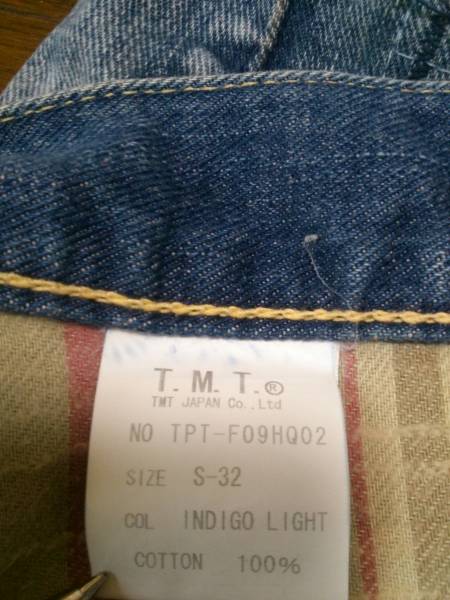 T. M. T.®
TMT JAPAN Co.,Ltd
NO TPT-F09HQ02
SIZE S-32
COL INDIGO LIGHT
COTTON 100%